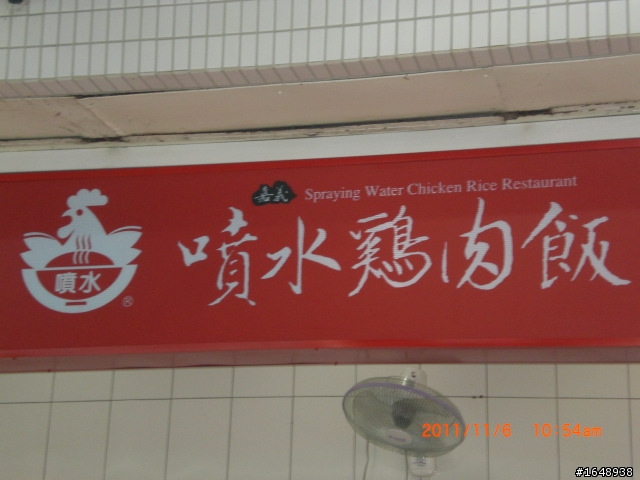 嘉義 Spraying Water Chicken Rice Restaurant
噴水
®
噴水鷄肉飯
2011/11/6 10:54am
#1648938